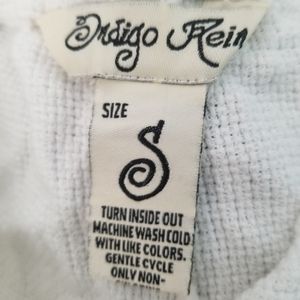 Indigo Rein
SIZE
S
TURN INSIDE OUT
MACHINE WASH COLD
WITH LIKE COLORS.
GENTLE CYCLE
ONLY NON-